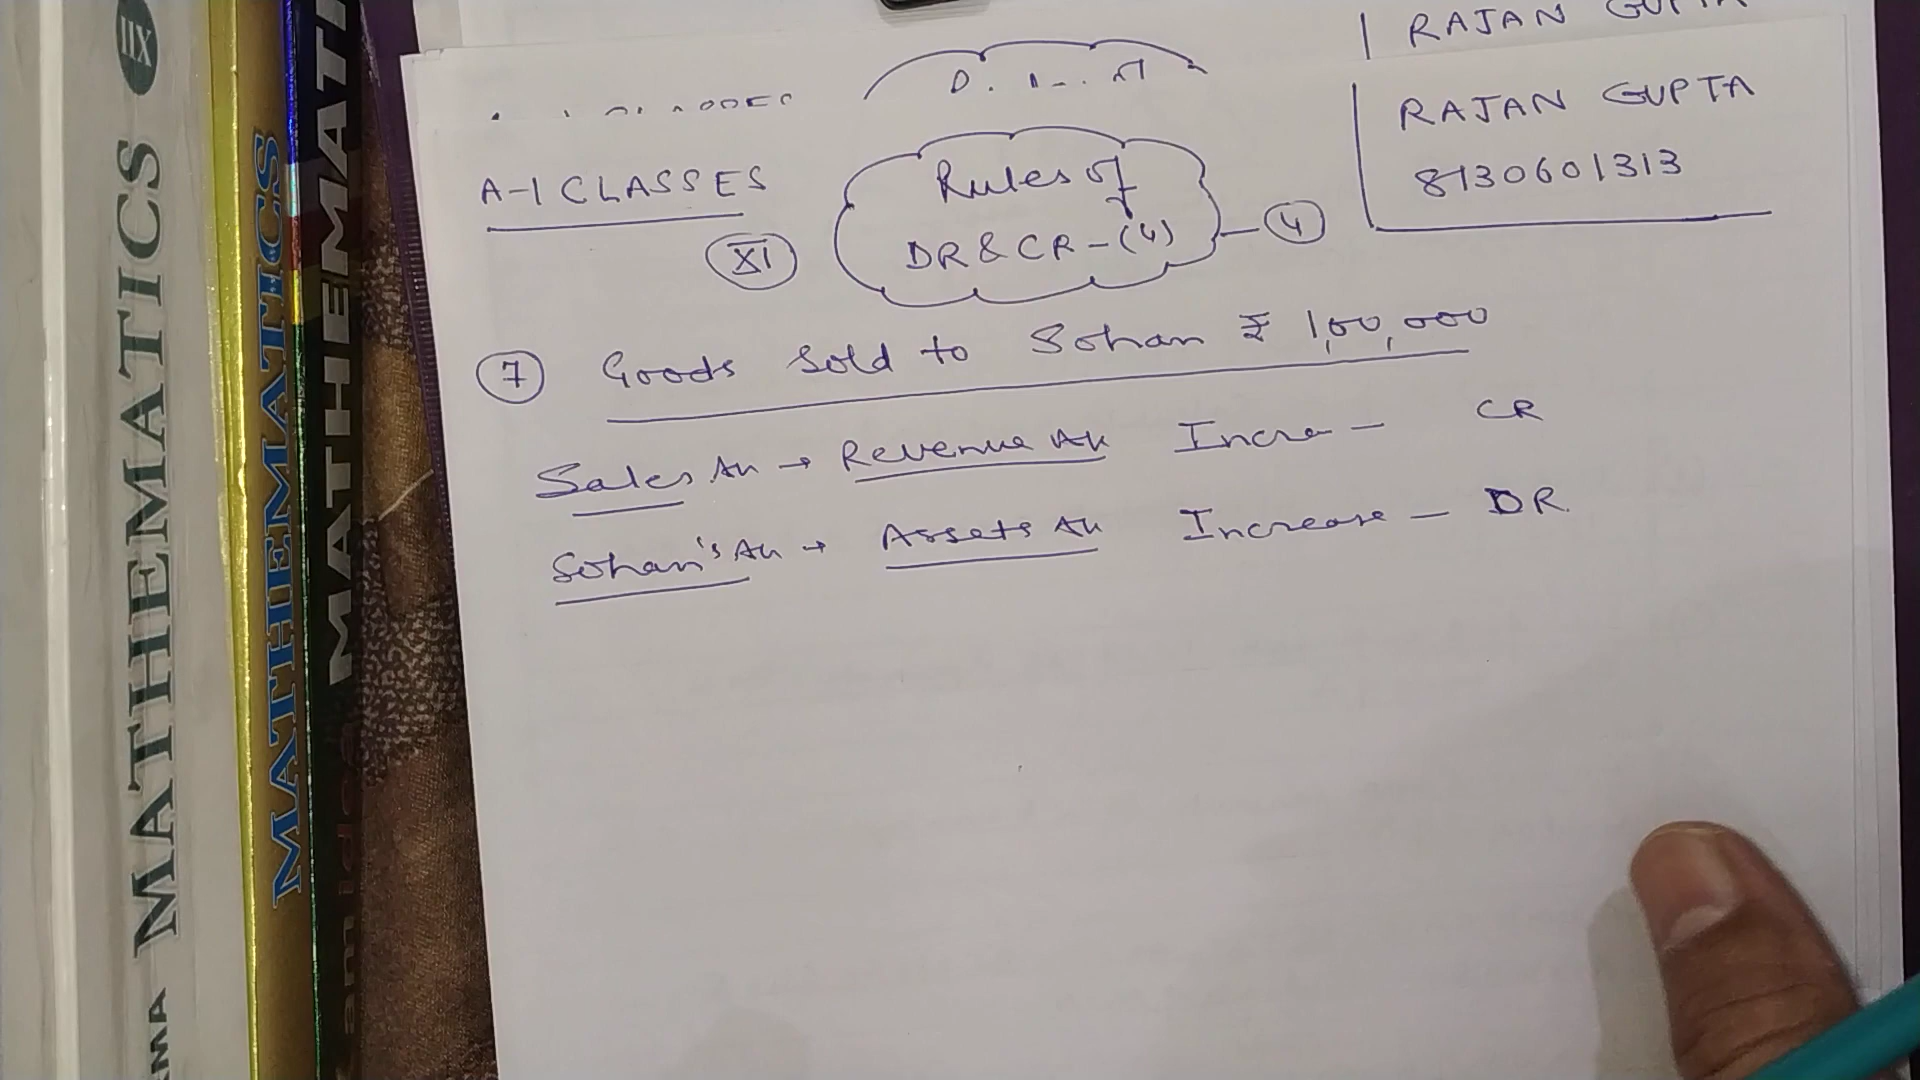 RAJAN GUPTA
A-1 CLASSES
XI
Rules of
DR & CR - (4)
4
RAJAN GUPTA
8130601313
7 Goods Sold to Sohan ₹ 1,00,000
Sales A/c → Revenue A/c Incre - CR
Sohan's A/c → Assets A/c Increase - DR.
XII MATHEMATICS
MATHEMATICS
MATHEMATI